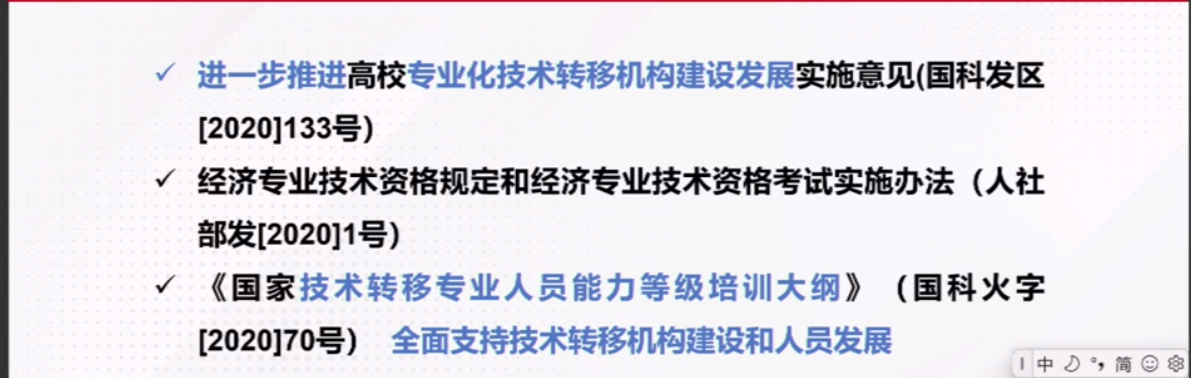 ✓ 进一步推进高校专业化技术转移机构建设发展实施意见(国科发区
[2020]133号）
✓ 经济专业技术资格规定和经济专业技术资格考试实施办法（人社
部发[2020]1号）
✓ 《国家技术转移专业人员能力等级培训大纲》（国科火字
[2020]70号） 全面支持技术转移机构建设和人员发展
中 简